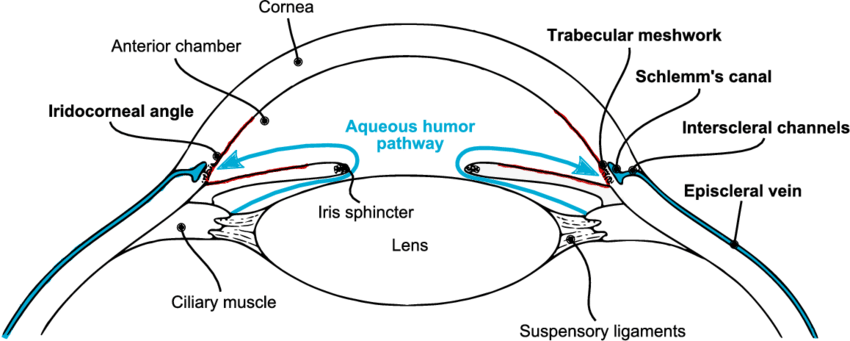 Cornea
Anterior chamber
Trabecular meshwork
Schlemm's canal
Iridocorneal angle
Aqueous humor
pathway
Interscleral channels
Episcleral vein
Iris sphincter
Lens
Ciliary muscle
Suspensory ligaments